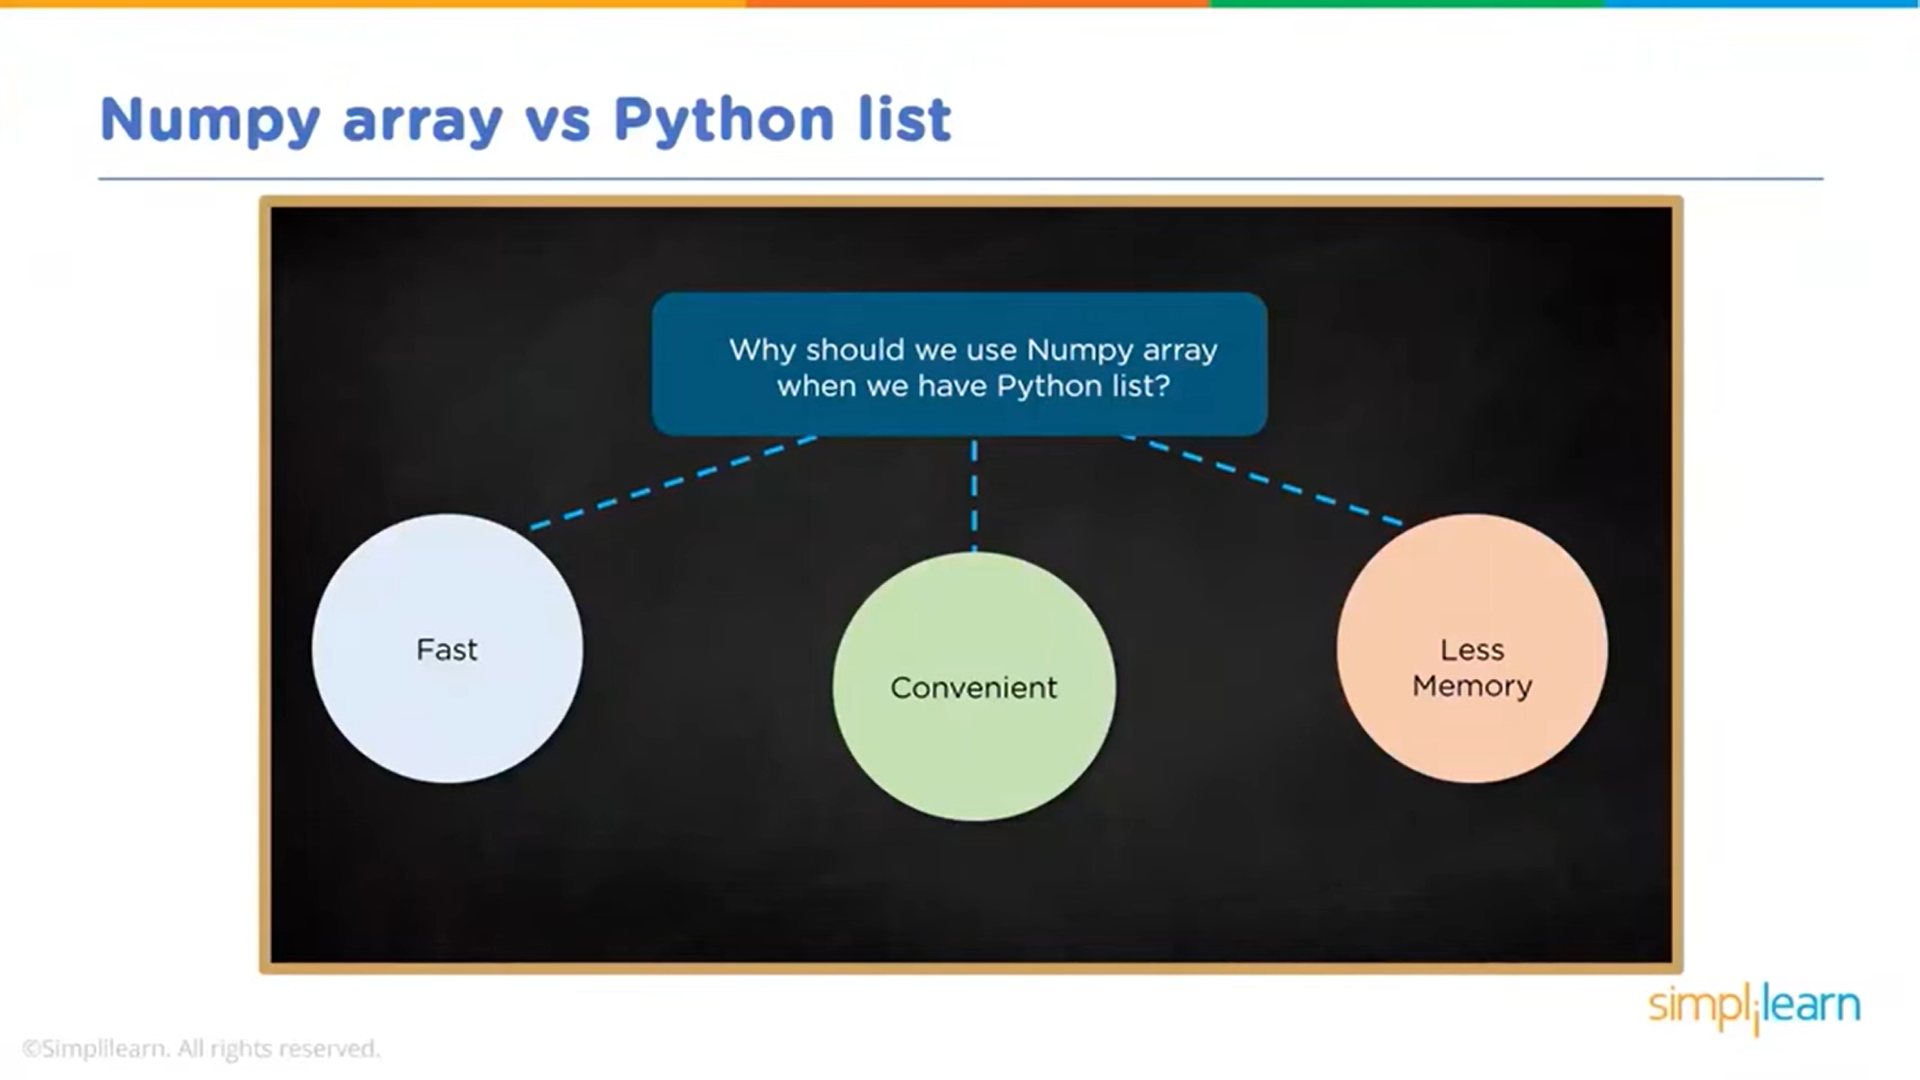 Numpy array vs Python list
Why should we use Numpy array
when we have Python list?
Fast
Convenient
Less
Memory
simplilearn
©Simplilearn. All rights reserved.